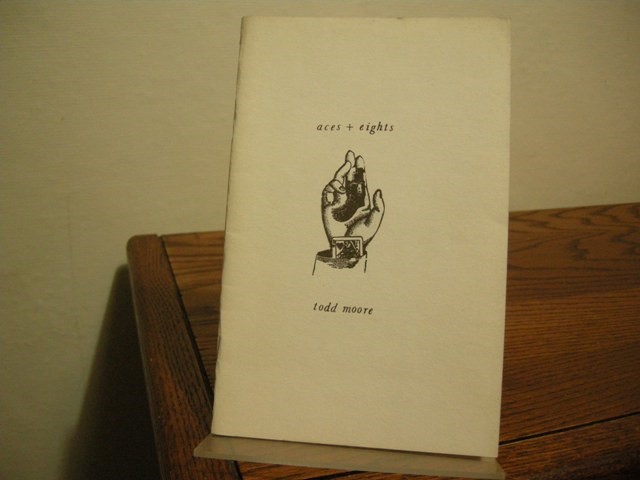 aces + eights
todd moore